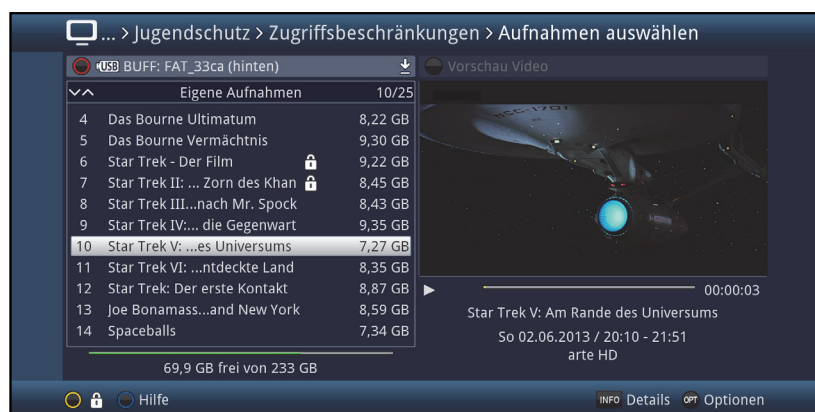 ... > Jugendschutz > Zugriffsbeschränkungen > Aufnahmen auswählen
USB BUFF: FAT_33ca (hinten)
Vorschau Video
Eigene Aufnahmen 10/25
4 Das Bourne Ultimatum 8,22 GB
5 Das Bourne Vermächtnis 9,30 GB
6 Star Trek - Der Film 9,22 GB
7 Star Trek II: ... Zorn des Khan 8,45 GB
8 Star Trek III...nach Mr. Spock 8,43 GB
9 Star Trek IV:... die Gegenwart 9,35 GB
10 Star Trek V: ...es Universums 7,27 GB
11 Star Trek VI: ...ntdeckte Land 8,35 GB
12 Star Trek: Der erste Kontakt 8,87 GB
13 Joe Bonamass...and New York 8,59 GB
14 Spaceballs 7,34 GB
69,9 GB frei von 233 GB
NCC-1701
00:00:03
Star Trek V: Am Rande des Universums
So 02.06.2013 / 20:10 - 21:51
arte HD
Hilfe
INFO Details OPT Optionen